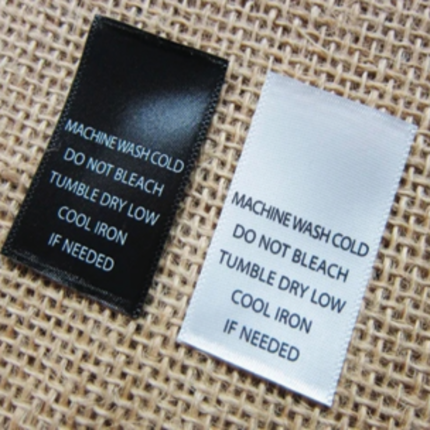 MACHINE WASH COLD
DO NOT BLEACH
TUMBLE DRY LOW
COOL IRON
IF NEEDED
MACHINE WASH COLD
DO NOT BLEACH
TUMBLE DRY LOW
COOL IRON
IF NEEDED